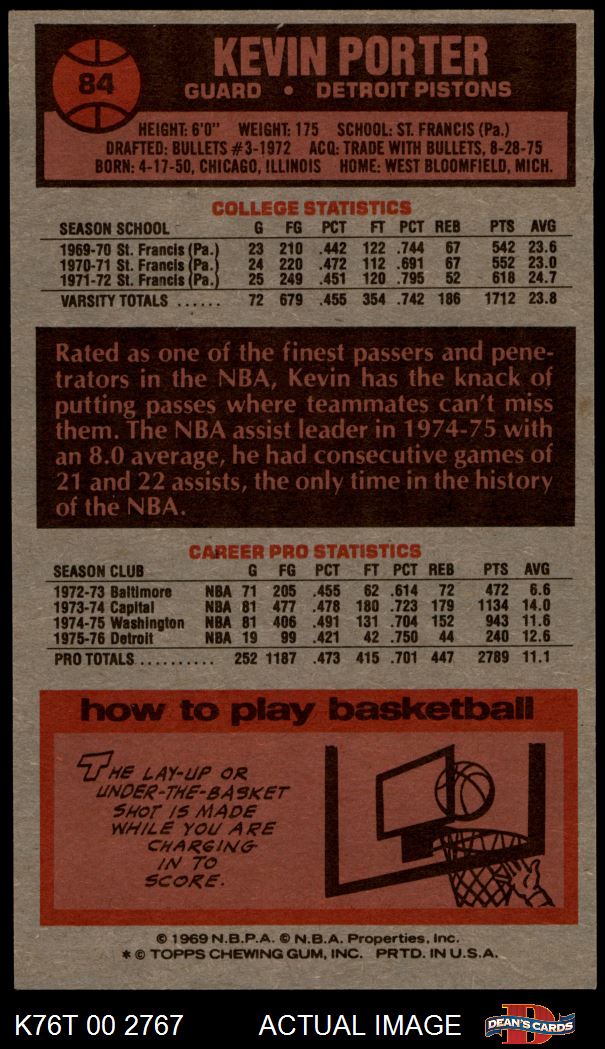 84
KEVIN PORTER
GUARD • DETROIT PISTONS
HEIGHT: 6'0" WEIGHT: 175 SCHOOL: ST. FRANCIS (Pa.)
DRAFTED: BULLETS #3-1972 ACQ: TRADE WITH BULLETS, 8-28-75
BORN: 4-17-50, CHICAGO, ILLINOIS HOME: WEST BLOOMFIELD, MICH.
COLLEGE STATISTICS
SEASON SCHOOL G FG PCT FT PCT REB PTS AVG
1969-70 St. Francis (Pa.) 23 210 .442 122 .744 67 542 23.6
1970-71 St. Francis (Pa.) 24 220 .472 112 .691 67 552 23.0
1971-72 St. Francis (Pa.) 25 249 .451 120 .795 52 618 24.7
VARSITY TOTALS ...... 72 679 .455 354 .742 186 1712 23.8
Rated as one of the finest passers and pene-
trators in the NBA, Kevin has the knack of
putting passes where teammates can't miss
them. The NBA assist leader in 1974-75 with
an 8.0 average, he had consecutive games of
21 and 22 assists, the only time in the history
of the NBA.
CAREER PRO STATISTICS
SEASON CLUB G FG PCT FT PCT REB PTS AVG
1972-73 Baltimore NBA 71 205 .455 62 .614 72 472 6.6
1973-74 Capital NBA 81 477 .478 180 .723 179 1134 14.0
1974-75 Washington NBA 81 406 .491 131 .704 152 943 11.6
1975-76 Detroit NBA 19 99 .421 42 .750 44 240 12.6
PRO TOTALS.......... 252 1187 .473 415 .701 447 2789 11.1
how to play basketball
THE LAY-UP OR
UNDER-THE-BASKET
SHOT IS MADE
WHILE YOU ARE
CHARGING
IN TO
SCORE.
© 1969 N.B.P.A. © N.B.A. Properties, Inc.
* © TOPPS CHEWING GUM, INC. PRTD. IN U.S.A.
K76T 00 2767 ACTUAL IMAGE
D
DEAN'S CARDS